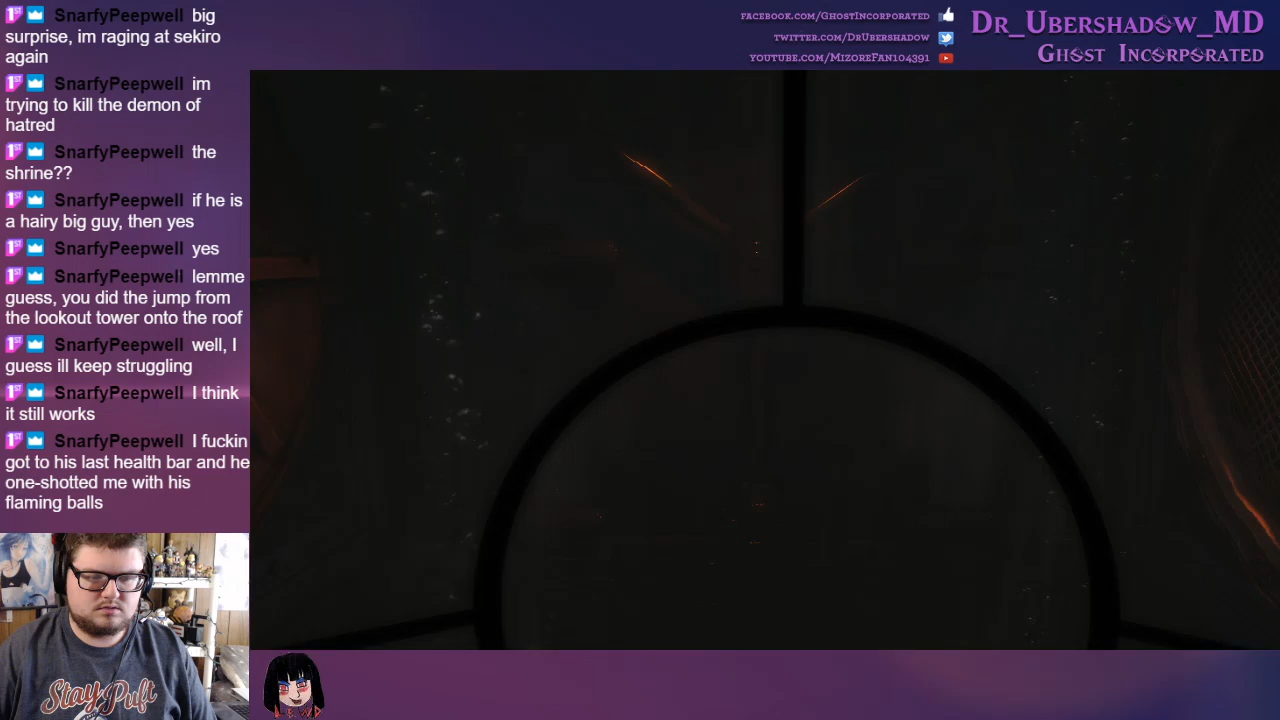 SnarfyPeepwell big
surprise, im raging at sekiro
again
SnarfyPeepwell im
trying to kill the demon of
hatred
SnarfyPeepwell the
shrine??
SnarfyPeepwell if he is
a hairy big guy, then yes
SnarfyPeepwell yes
SnarfyPeepwell lemme
guess, you did the jump from
the lookout tower onto the roof
SnarfyPeepwell well, I
guess ill keep struggling
SnarfyPeepwell I think
it still works
SnarfyPeepwell I fuckin
got to his last health bar and he
one-shotted me with his
flaming balls
facebook.com/GhostIncorporated
twitter.com/DrUbershadow
youtube.com/MizoreFan104391
Dr_Ubershadow_MD
Ghost Incorporated
Stay Puft
LEWD